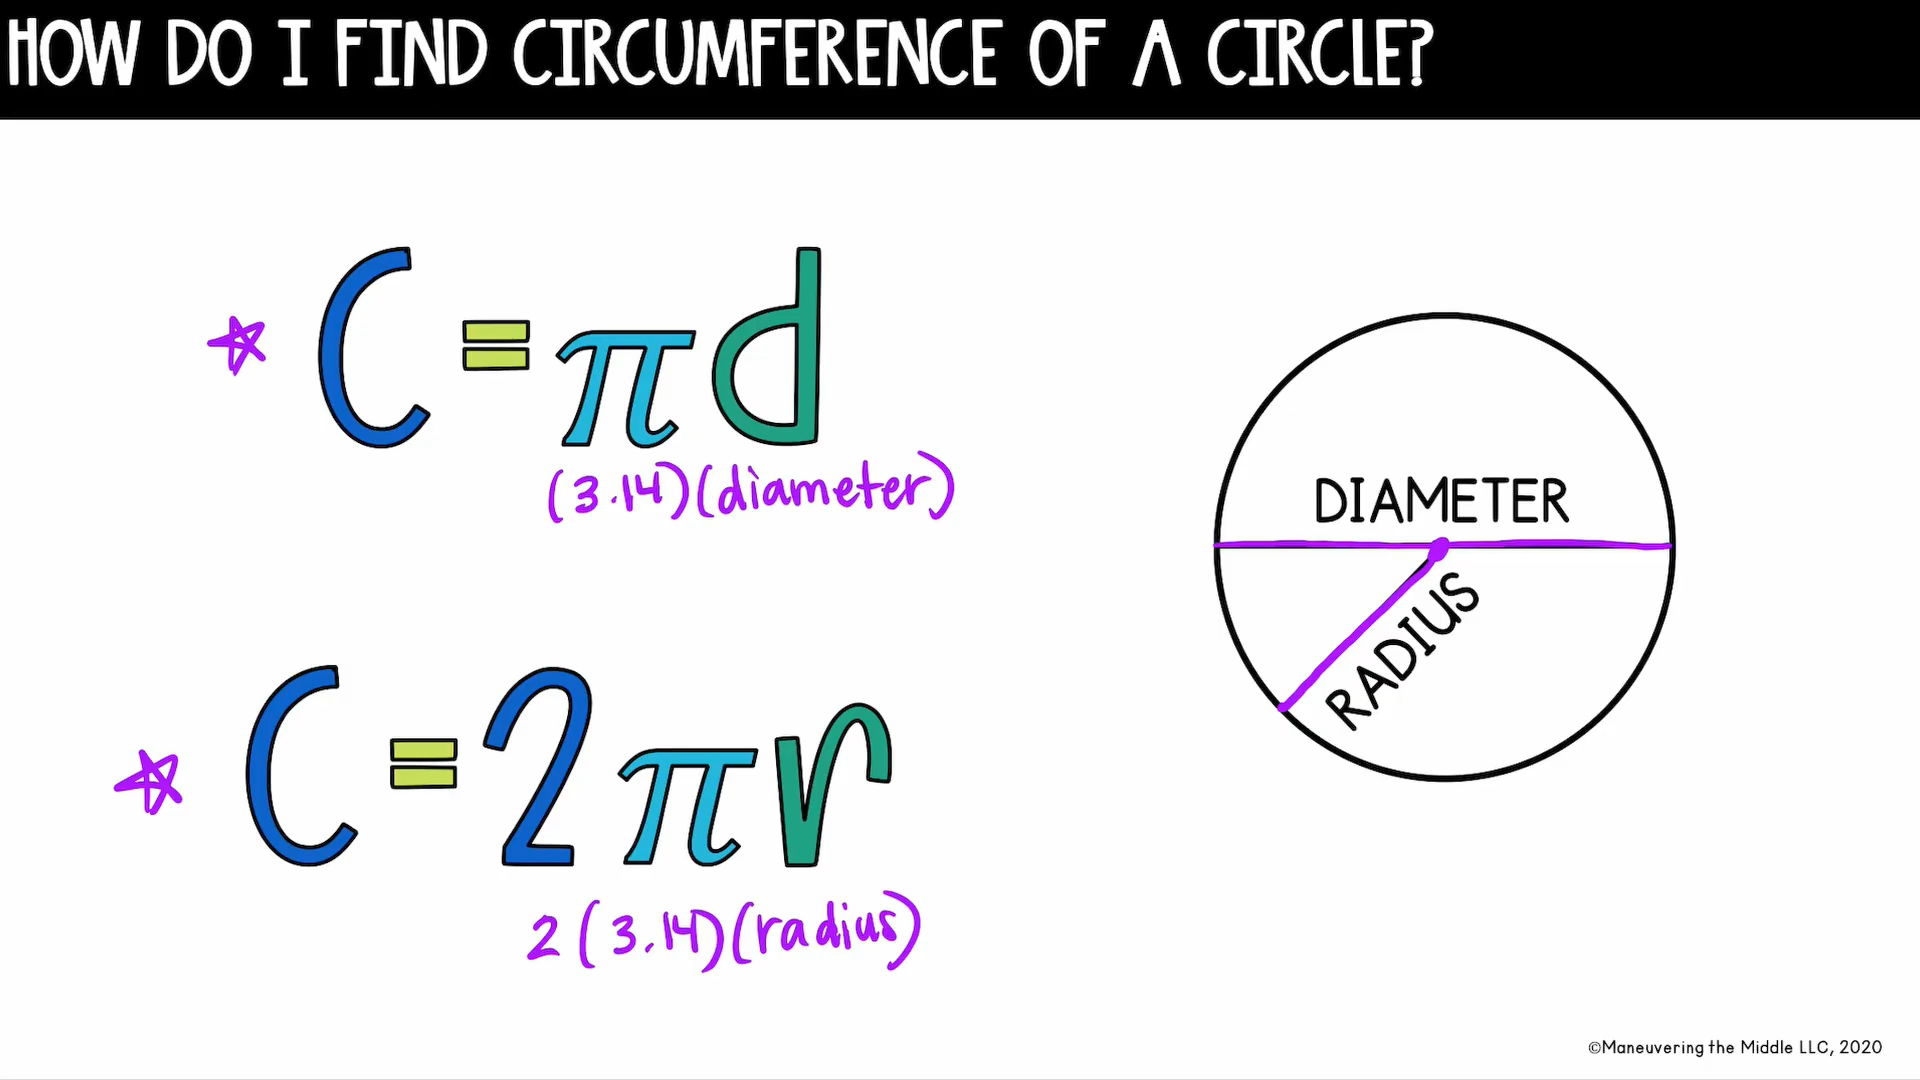 HOW DO I FIND CIRCUMFERENCE OF A CIRCLE?
C=πd
(3.14)(diameter)
C=2πr
2(3.14)(radius)
DIAMETER
RADIUS
©Maneuvering the Middle LLC, 2020